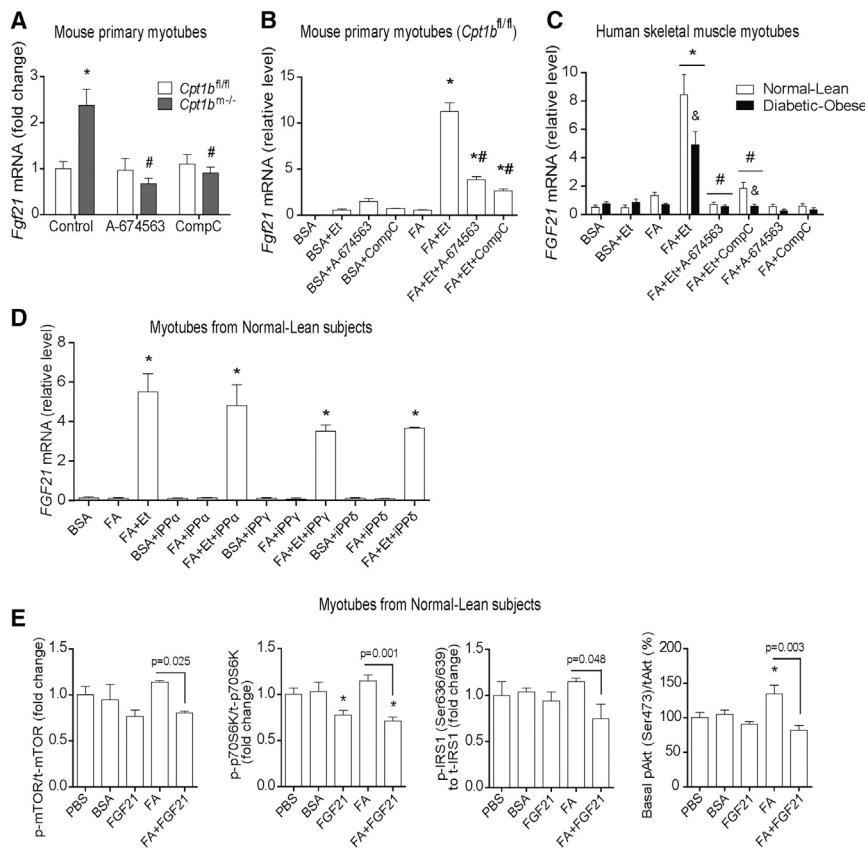 A
Mouse primary myotubes
Fgf21 mRNA (fold change)
3
2
1
0
*
#
#
Cpt1b fl/fl
Cpt1b m-/-
Control
A-674563
CompC
B
Mouse primary myotubes (Cpt1b fl/fl)
Fgf21 mRNA (relative level)
15
10
5
0
*
*#
*#
BSA
BSA+Et
BSA+A-674563
BSA+CompC
FA
FA+Et
FA+Et+A-674563
FA+Et+CompC
C
Human skeletal muscle myotubes
FGF21 mRNA (relative level)
10
8
6
4
2
0
*
&
#
#
&
Normal-Lean
Diabetic-Obese
BSA
BSA+Et
FA
FA+Et
FA+Et+A-674563
FA+Et+CompC
FA+A-674563
FA+CompC
D
Myotubes from Normal-Lean subjects
FGF21 mRNA (relative level)
8
6
4
2
0
*
*
*
*
BSA
FA
FA+Et
BSA+iPPα
FA+iPPα
FA+Et+iPPα
BSA+iPPγ
FA+iPPγ
FA+Et+iPPγ
BSA+iPPδ
FA+iPPδ
FA+Et+iPPδ
E
Myotubes from Normal-Lean subjects
p-mTOR/t-mTOR (fold change)
1.5
1.0
0.5
0.0
p=0.025
PBS
BSA
FGF21
FA
FA+FGF21
p-p70S6K/t-p70S6K
(fold change)
1.5
1.0
0.5
0.0
p=0.001
*
*
PBS
BSA
FGF21
FA
FA+FGF21
p-IRS1 (Ser636/639)
to t-IRS1 (fold change)
1.5
1.0
0.5
0.0
p=0.048
PBS
BSA
FGF21
FA
FA+FGF21
Basal pAkt (Ser473)/tAkt (%)
200
150
100
50
0
p=0.003
*
PBS
BSA
FGF21
FA
FA+FGF21